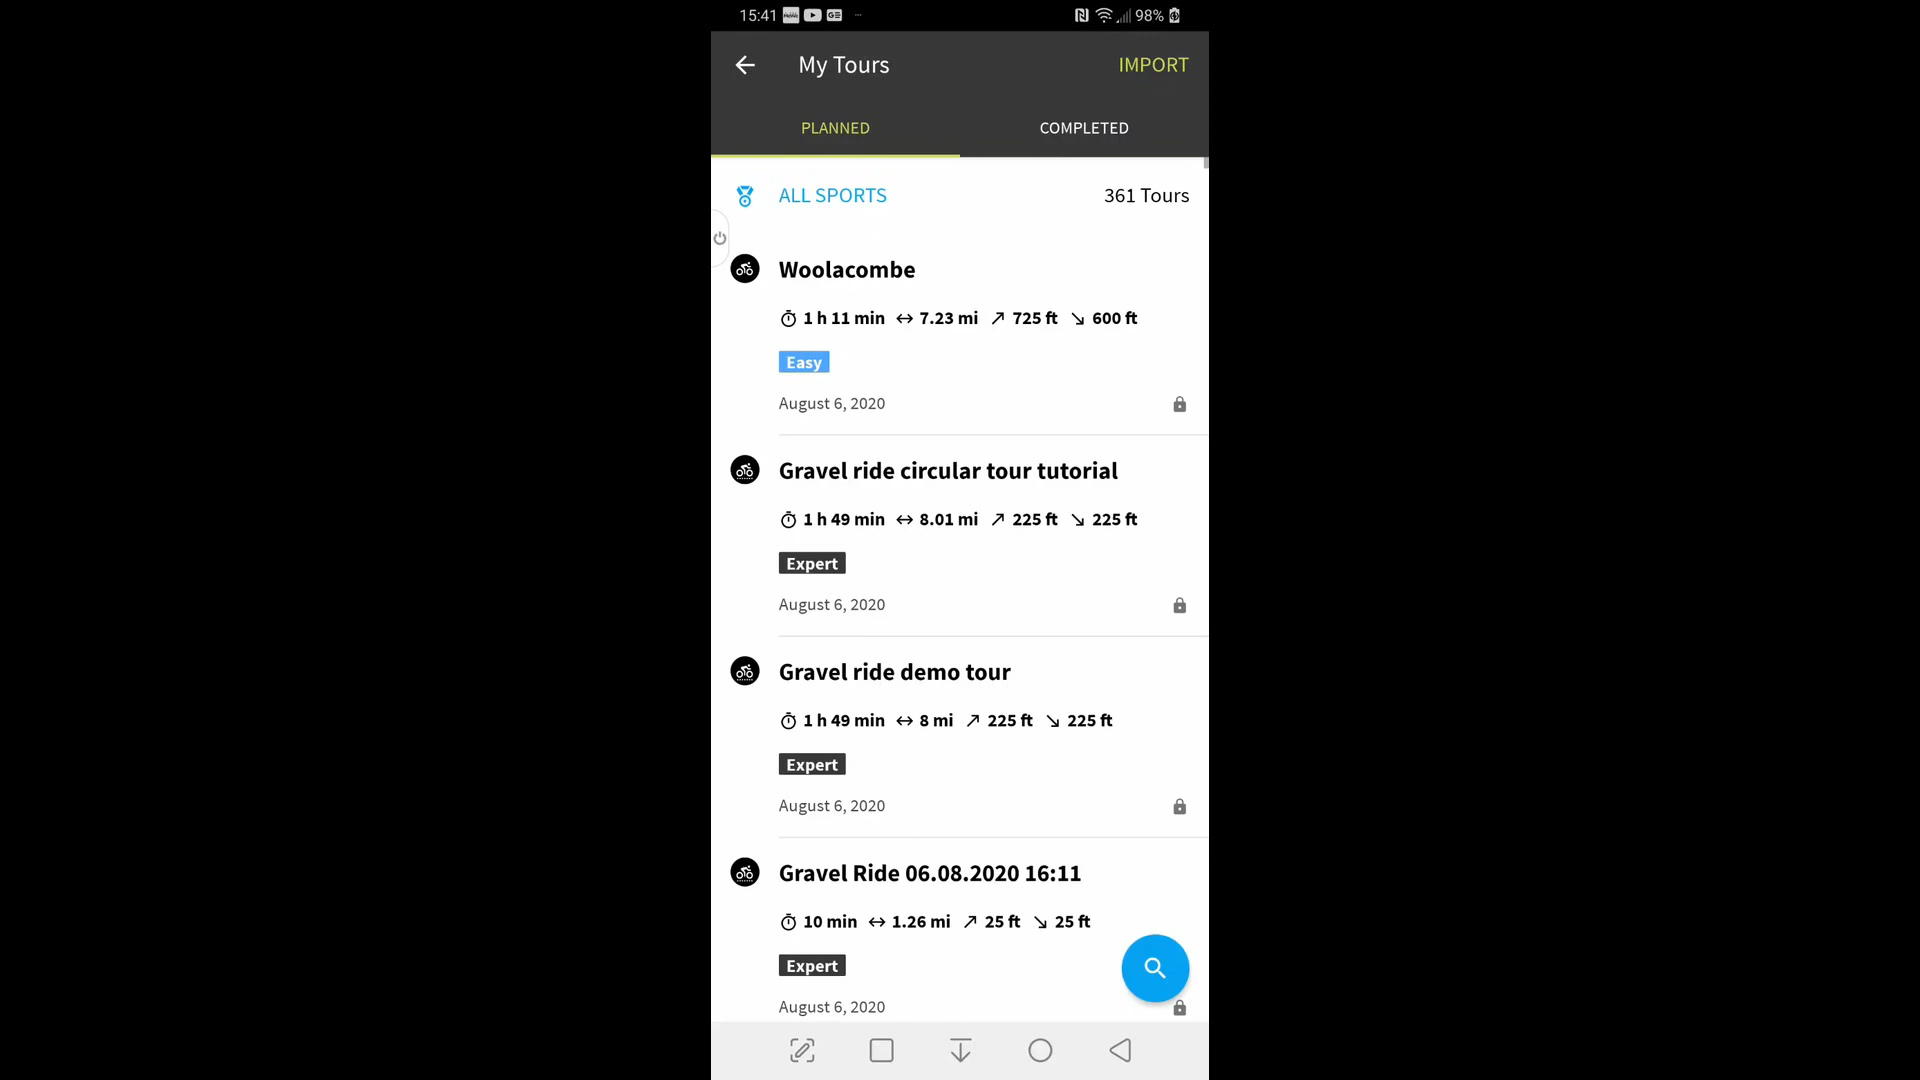 15:41 98%
My Tours IMPORT
PLANNED COMPLETED
ALL SPORTS 361 Tours
Woolacombe
1 h 11 min 7.23 mi 725 ft 600 ft
Easy
August 6, 2020
Gravel ride circular tour tutorial
1 h 49 min 8.01 mi 225 ft 225 ft
Expert
August 6, 2020
Gravel ride demo tour
1 h 49 min 8 mi 225 ft 225 ft
Expert
August 6, 2020
Gravel Ride 06.08.2020 16:11
10 min 1.26 mi 25 ft 25 ft
Expert
August 6, 2020